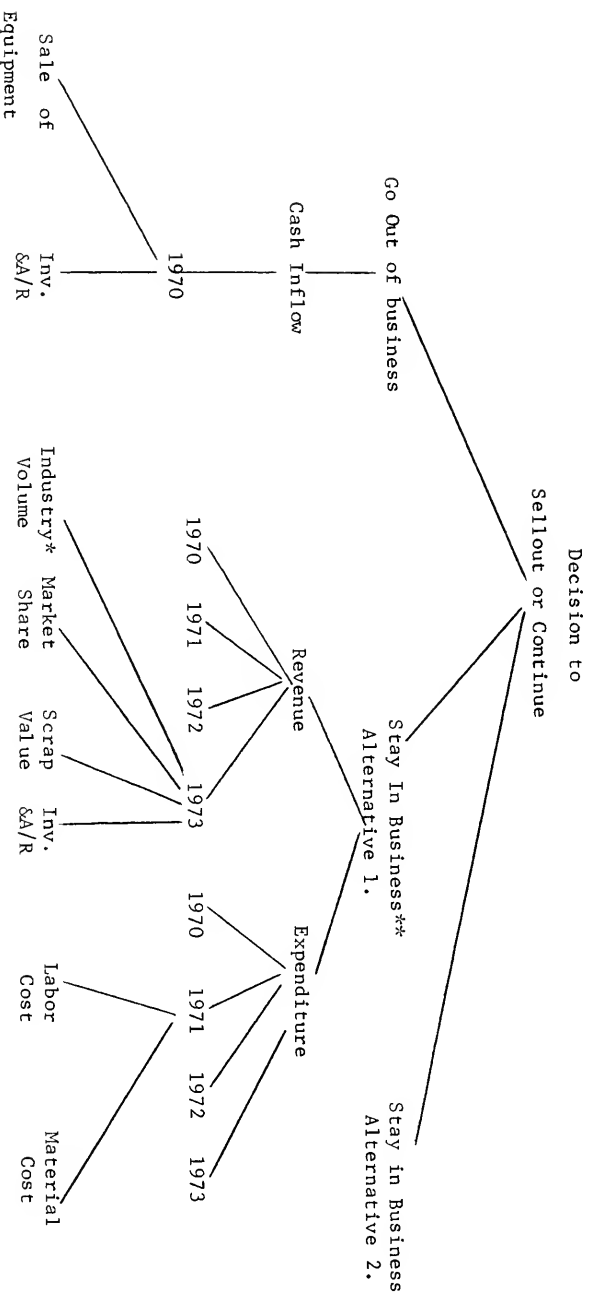 Decision to
Sellout or Continue
Go Out of business
Stay In Business**
Alternative 1.
Stay in Business
Alternative 2.
Cash Inflow
Revenue
Expenditure
1970
1970
1971
1972
1973
1970
1971
1972
1973
Sale of
Equipment
Inv.
&A/R
Industry*
Volume
Market
Share
Scrap
Value
Inv.
&A/R
Labor
Cost
Material
Cost